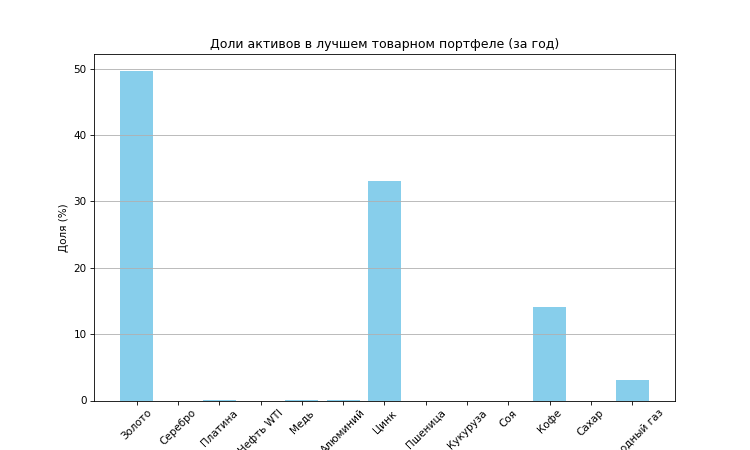 Доли активов в лучшем товарном портфеле (за год)
Доля (%)
50
40
30
20
10
0
Золото
Серебро
Платина
Нефть WTI
Медь
Алюминий
Цинк
Пшеница
Кукуруза
Соя
Кофе
Сахар
одный газ